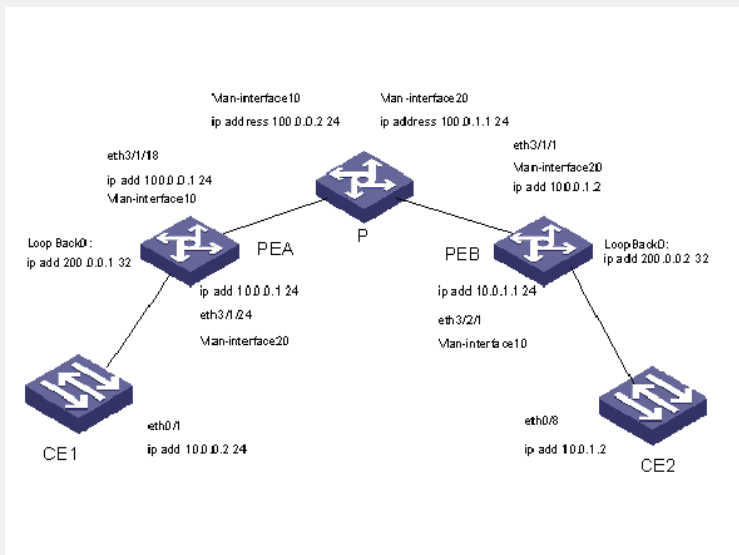 Vlan-interface10
ip address 100.0.0.2 24
Vlan-interface20
ip address 100.0.1.1 24
eth3/1/18
ip add 100.0.0.1 24
Vlan-interface10
eth3/1/1
Vlan-interface20
ip add 100.0.1.2
P
LoopBack0:
ip add 200.0.0.1 32
PEA
PEB
LoopBack0:
ip add 200.0.0.2 32
ip add 10.0.0.1 24
eth3/1/24
Vlan-interface20
ip add 10.0.1.1 24
eth3/2/1
Vlan-interface10
CE1
eth0/1
ip add 10.0.0.2 24
eth0/8
ip add 10.0.1.2
CE2